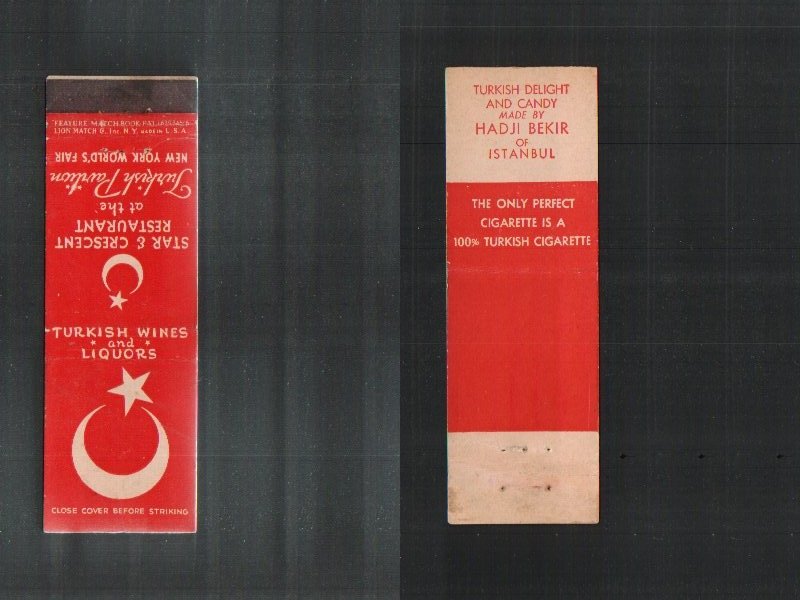 FEATURE MATCHBOOK
LION MATCH Co., Inc. N.Y. MADE IN U.S.A.
NEW YORK WORLD'S FAIR
Turkish Pavilion
at the
RESTAURANT
STAR & CRESCENT
TURKISH WINES
and
LIQUORS
CLOSE COVER BEFORE STRIKING
TURKISH DELIGHT
AND CANDY
MADE BY
HADJI BEKIR
OF
ISTANBUL
THE ONLY PERFECT
CIGARETTE IS A
100% TURKISH CIGARETTE